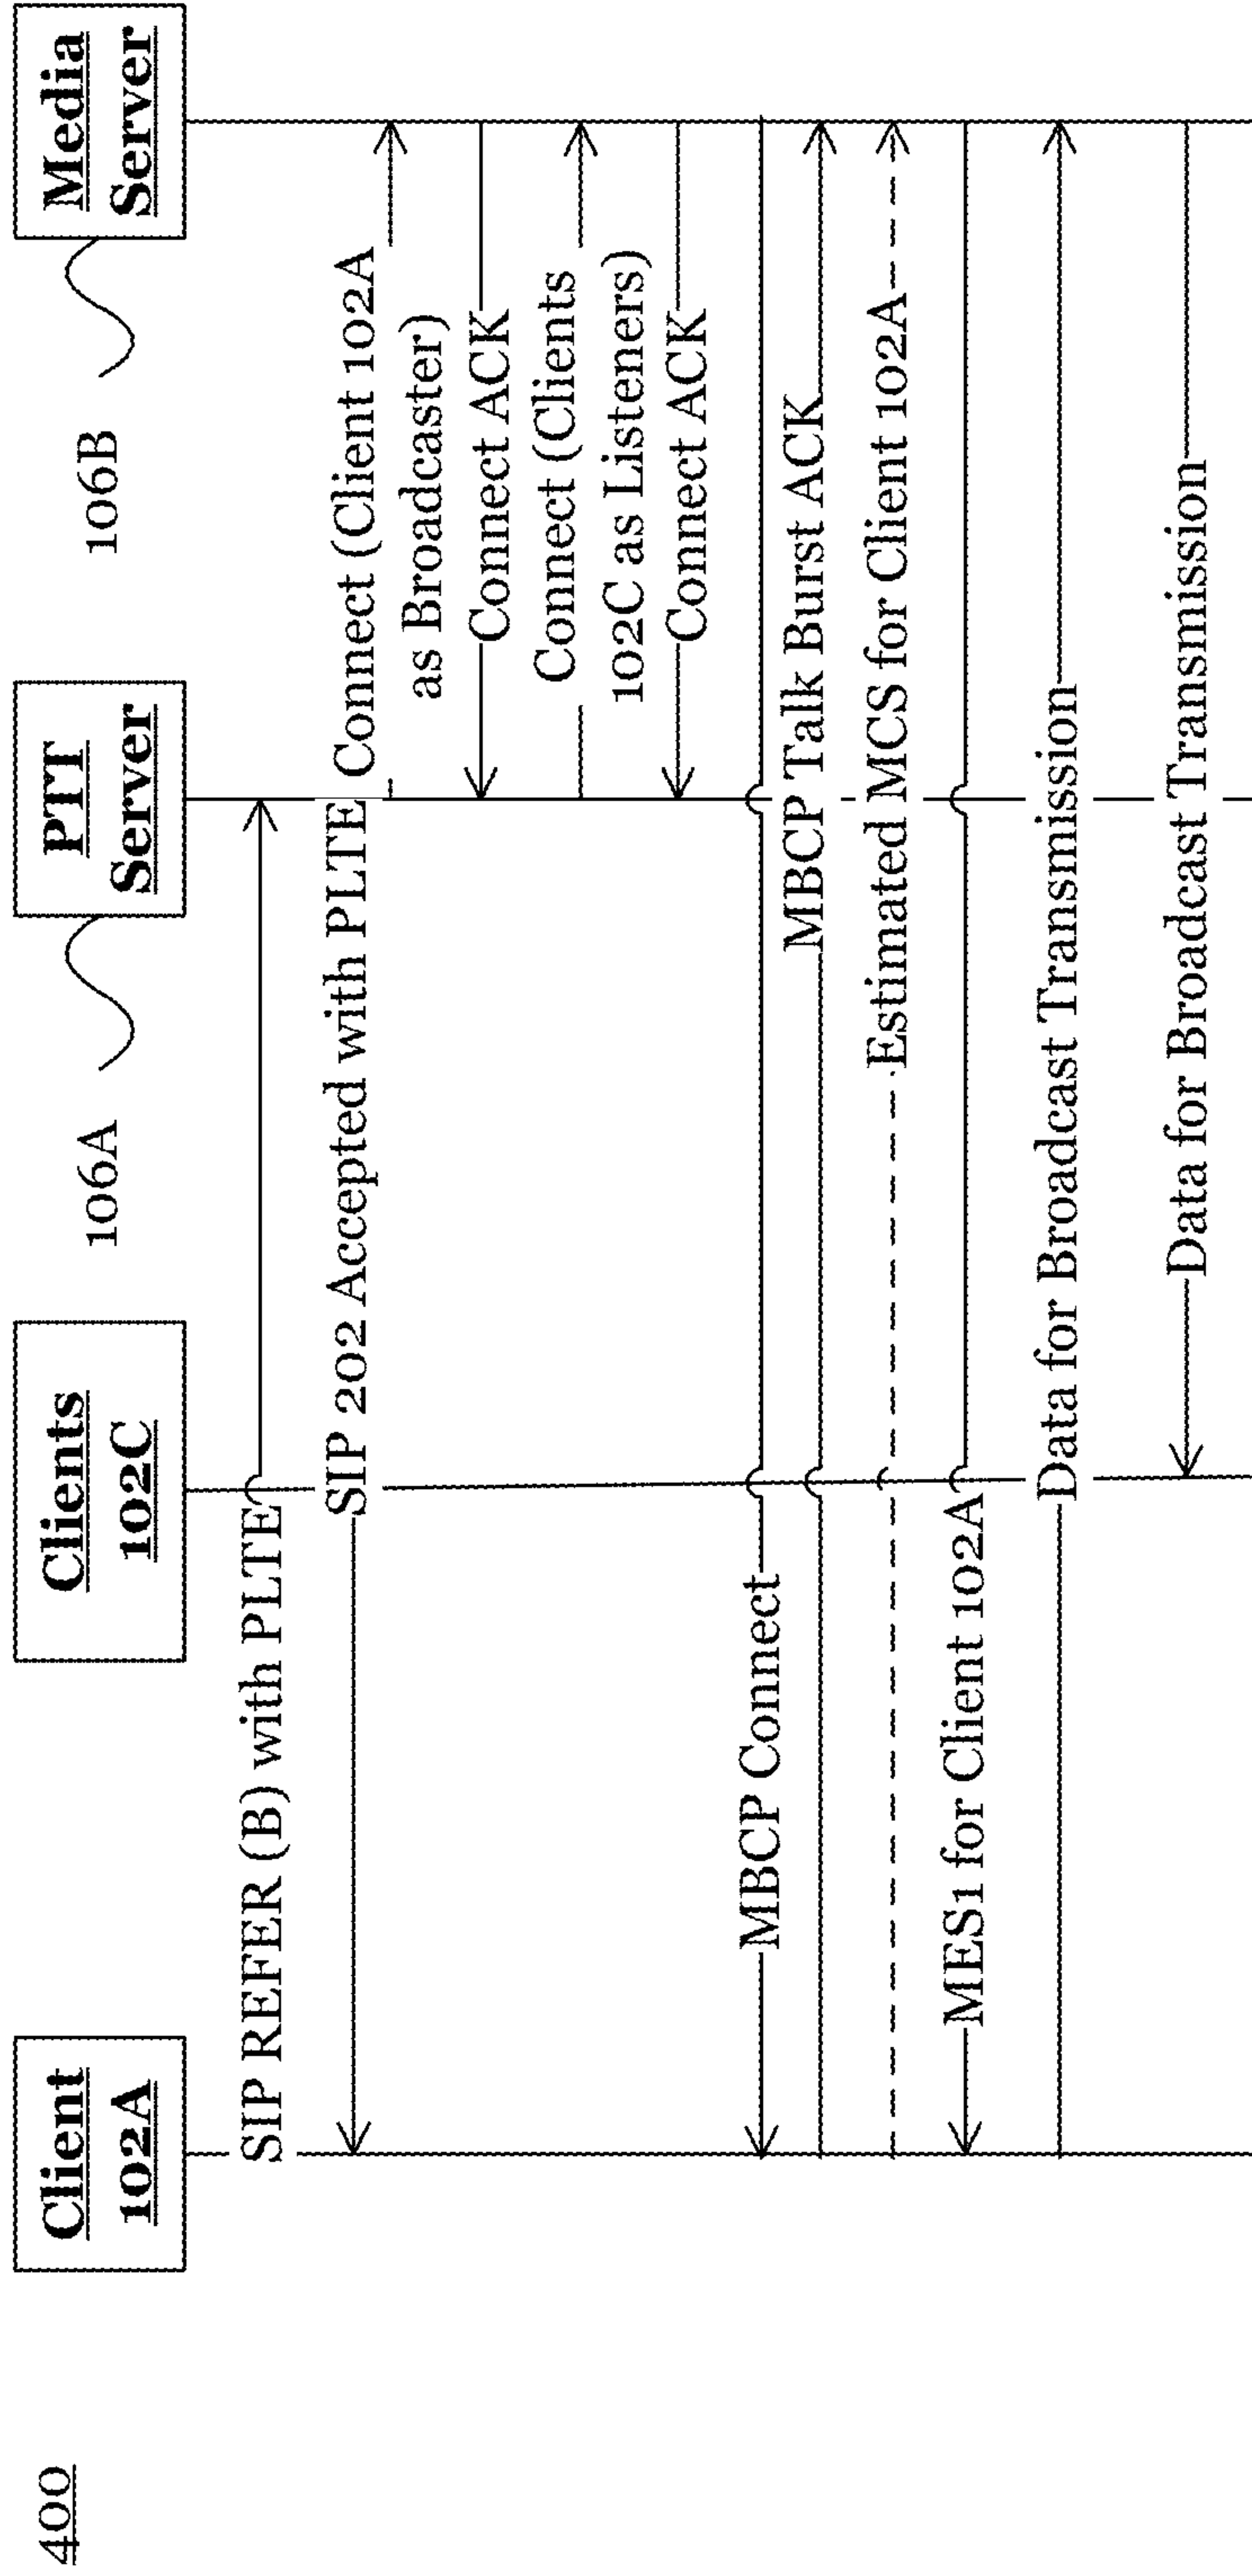 400
Client
102A
Clients
102C
106A
PTT
Server
106B
Media
Server
SIP REFER (B) with PLTE
SIP 202 Accepted with PLTE
Connect (Client 102A
as Broadcaster)
Connect ACK
Connect (Clients
102C as Listeners)
Connect ACK
MBCP Connect
MBCP Talk Burst ACK
Estimated MCS for Client 102A
MES1 for Client 102A
Data for Broadcast Transmission
Data for Broadcast Transmission